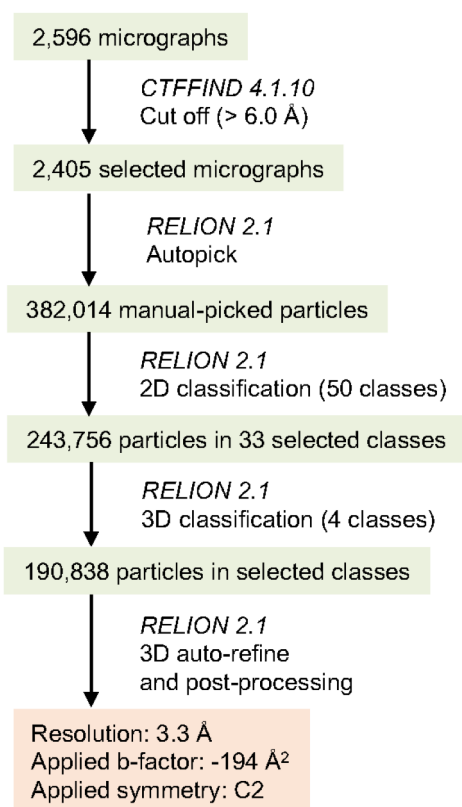 2,596 micrographs
CTFFIND 4.1.10
Cut off (> 6.0 Å)
2,405 selected micrographs
RELION 2.1
Autopick
382,014 manual-picked particles
RELION 2.1
2D classification (50 classes)
243,756 particles in 33 selected classes
RELION 2.1
3D classification (4 classes)
190,838 particles in selected classes
RELION 2.1
3D auto-refine
and post-processing
Resolution: 3.3 Å
Applied b-factor: -194 Å²
Applied symmetry: C2